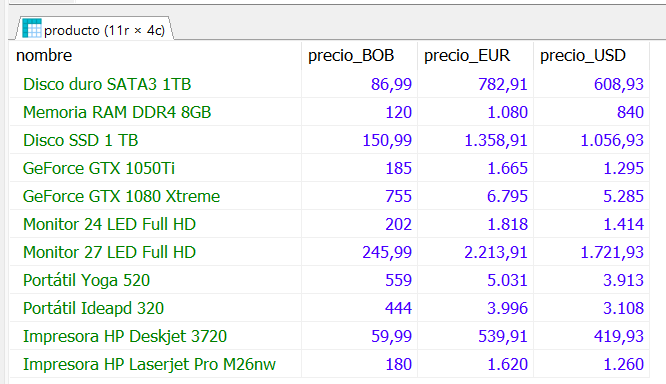 producto (11r × 4c)
nombre precio_BOB precio_EUR precio_USD
Disco duro SATA3 1TB 86,99 782,91 608,93
Memoria RAM DDR4 8GB 120 1.080 840
Disco SSD 1 TB 150,99 1.358,91 1.056,93
GeForce GTX 1050Ti 185 1.665 1.295
GeForce GTX 1080 Xtreme 755 6.795 5.285
Monitor 24 LED Full HD 202 1.818 1.414
Monitor 27 LED Full HD 245,99 2.213,91 1.721,93
Portátil Yoga 520 559 5.031 3.913
Portátil Ideapd 320 444 3.996 3.108
Impresora HP Deskjet 3720 59,99 539,91 419,93
Impresora HP Laserjet Pro M26nw 180 1.620 1.260